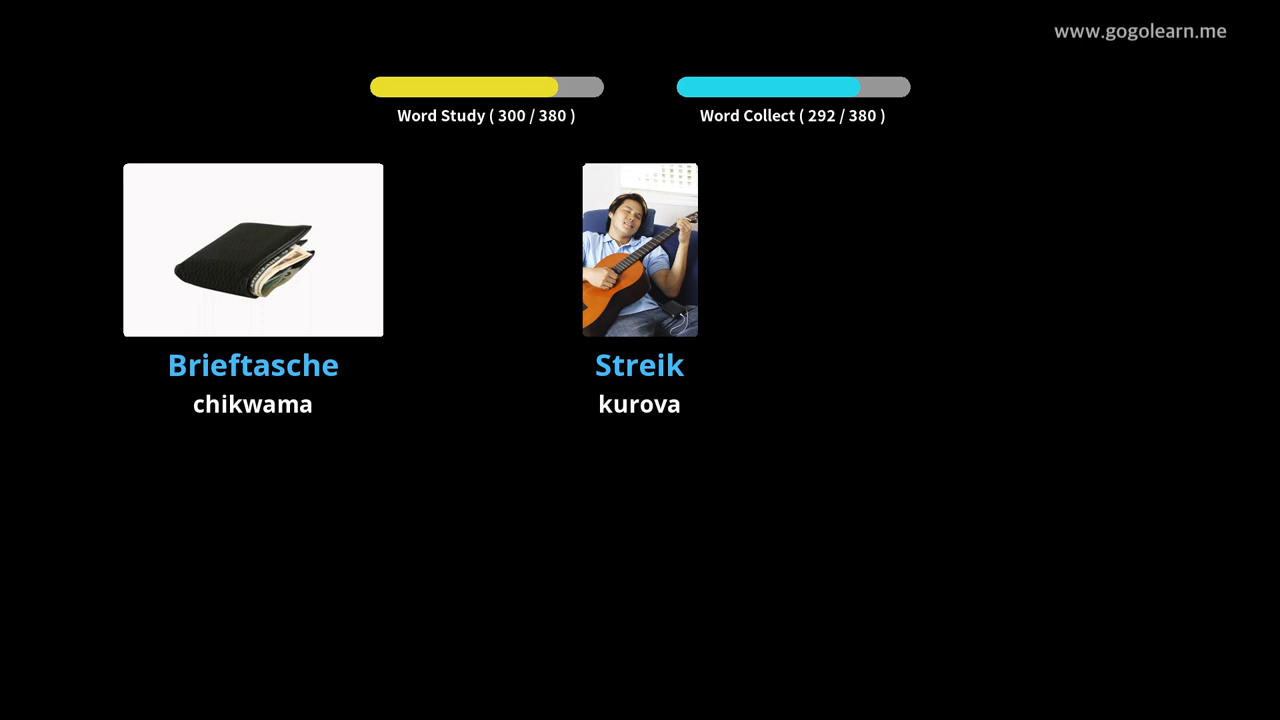 www.gogolearn.me
Word Study ( 300 / 380 )
Word Collect ( 292 / 380 )
Brieftasche
chikwama
Streik
kurova